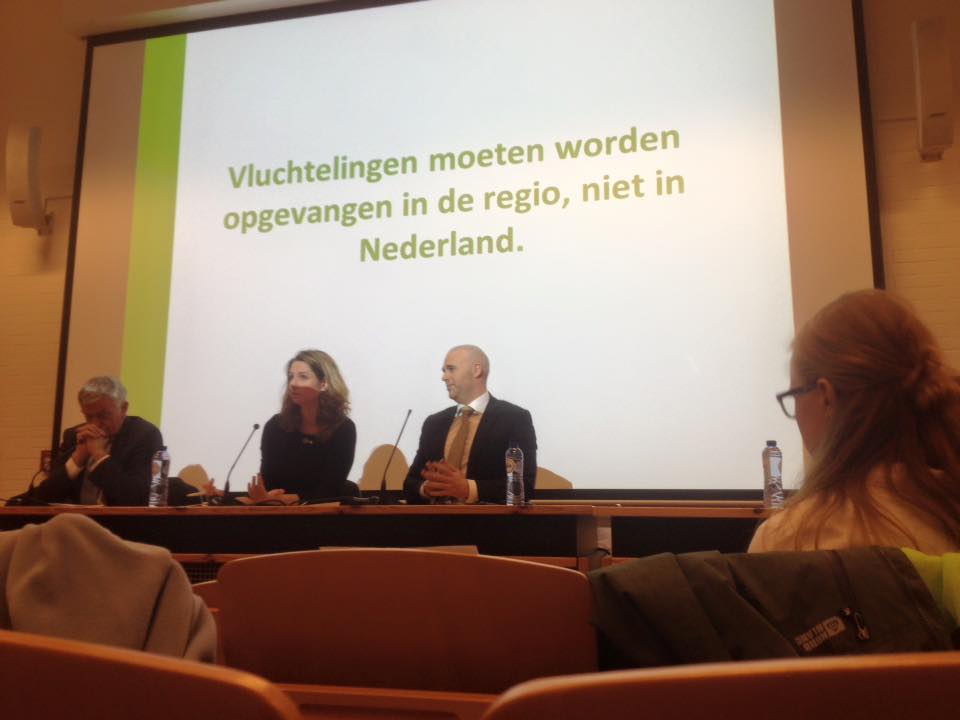 Vluchtelingen moeten worden
opgevangen in de regio, niet in
Nederland.